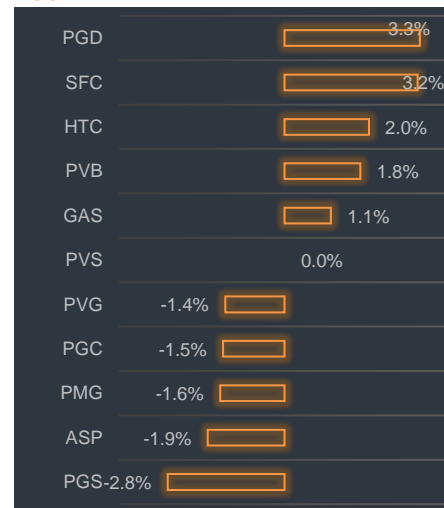 PGD 3.3%
SFC 3.2%
HTC 2.0%
PVB 1.8%
GAS 1.1%
PVS 0.0%
PVG -1.4%
PGC -1.5%
PMG -1.6%
ASP -1.9%
PGS -2.8%